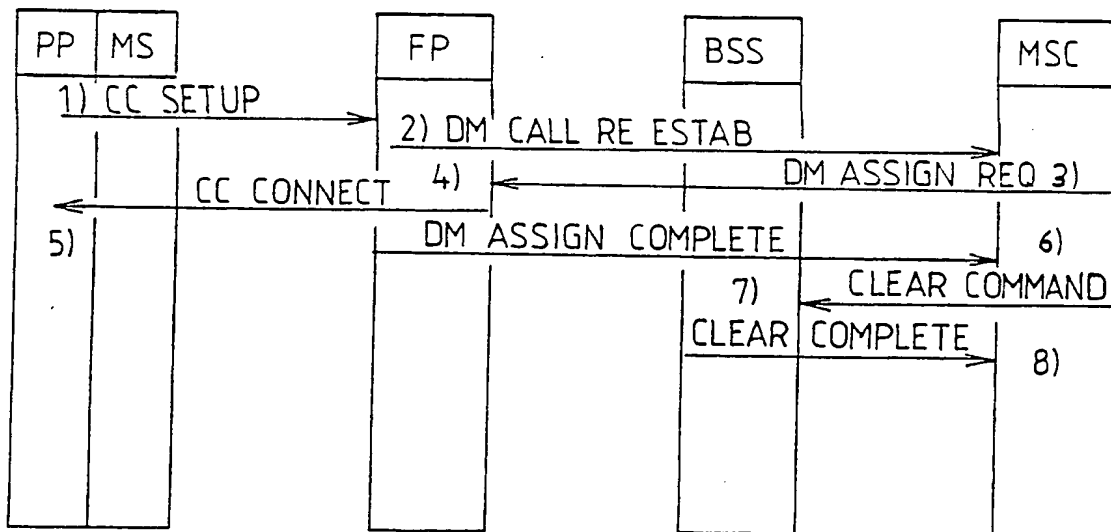 PP MS FP BSS MSC
1) CC SETUP
2) DM CALL RE ESTAB
DM ASSIGN REQ 3)
CC CONNECT 4)
5) DM ASSIGN COMPLETE 6)
7) CLEAR COMMAND
CLEAR COMPLETE 8)